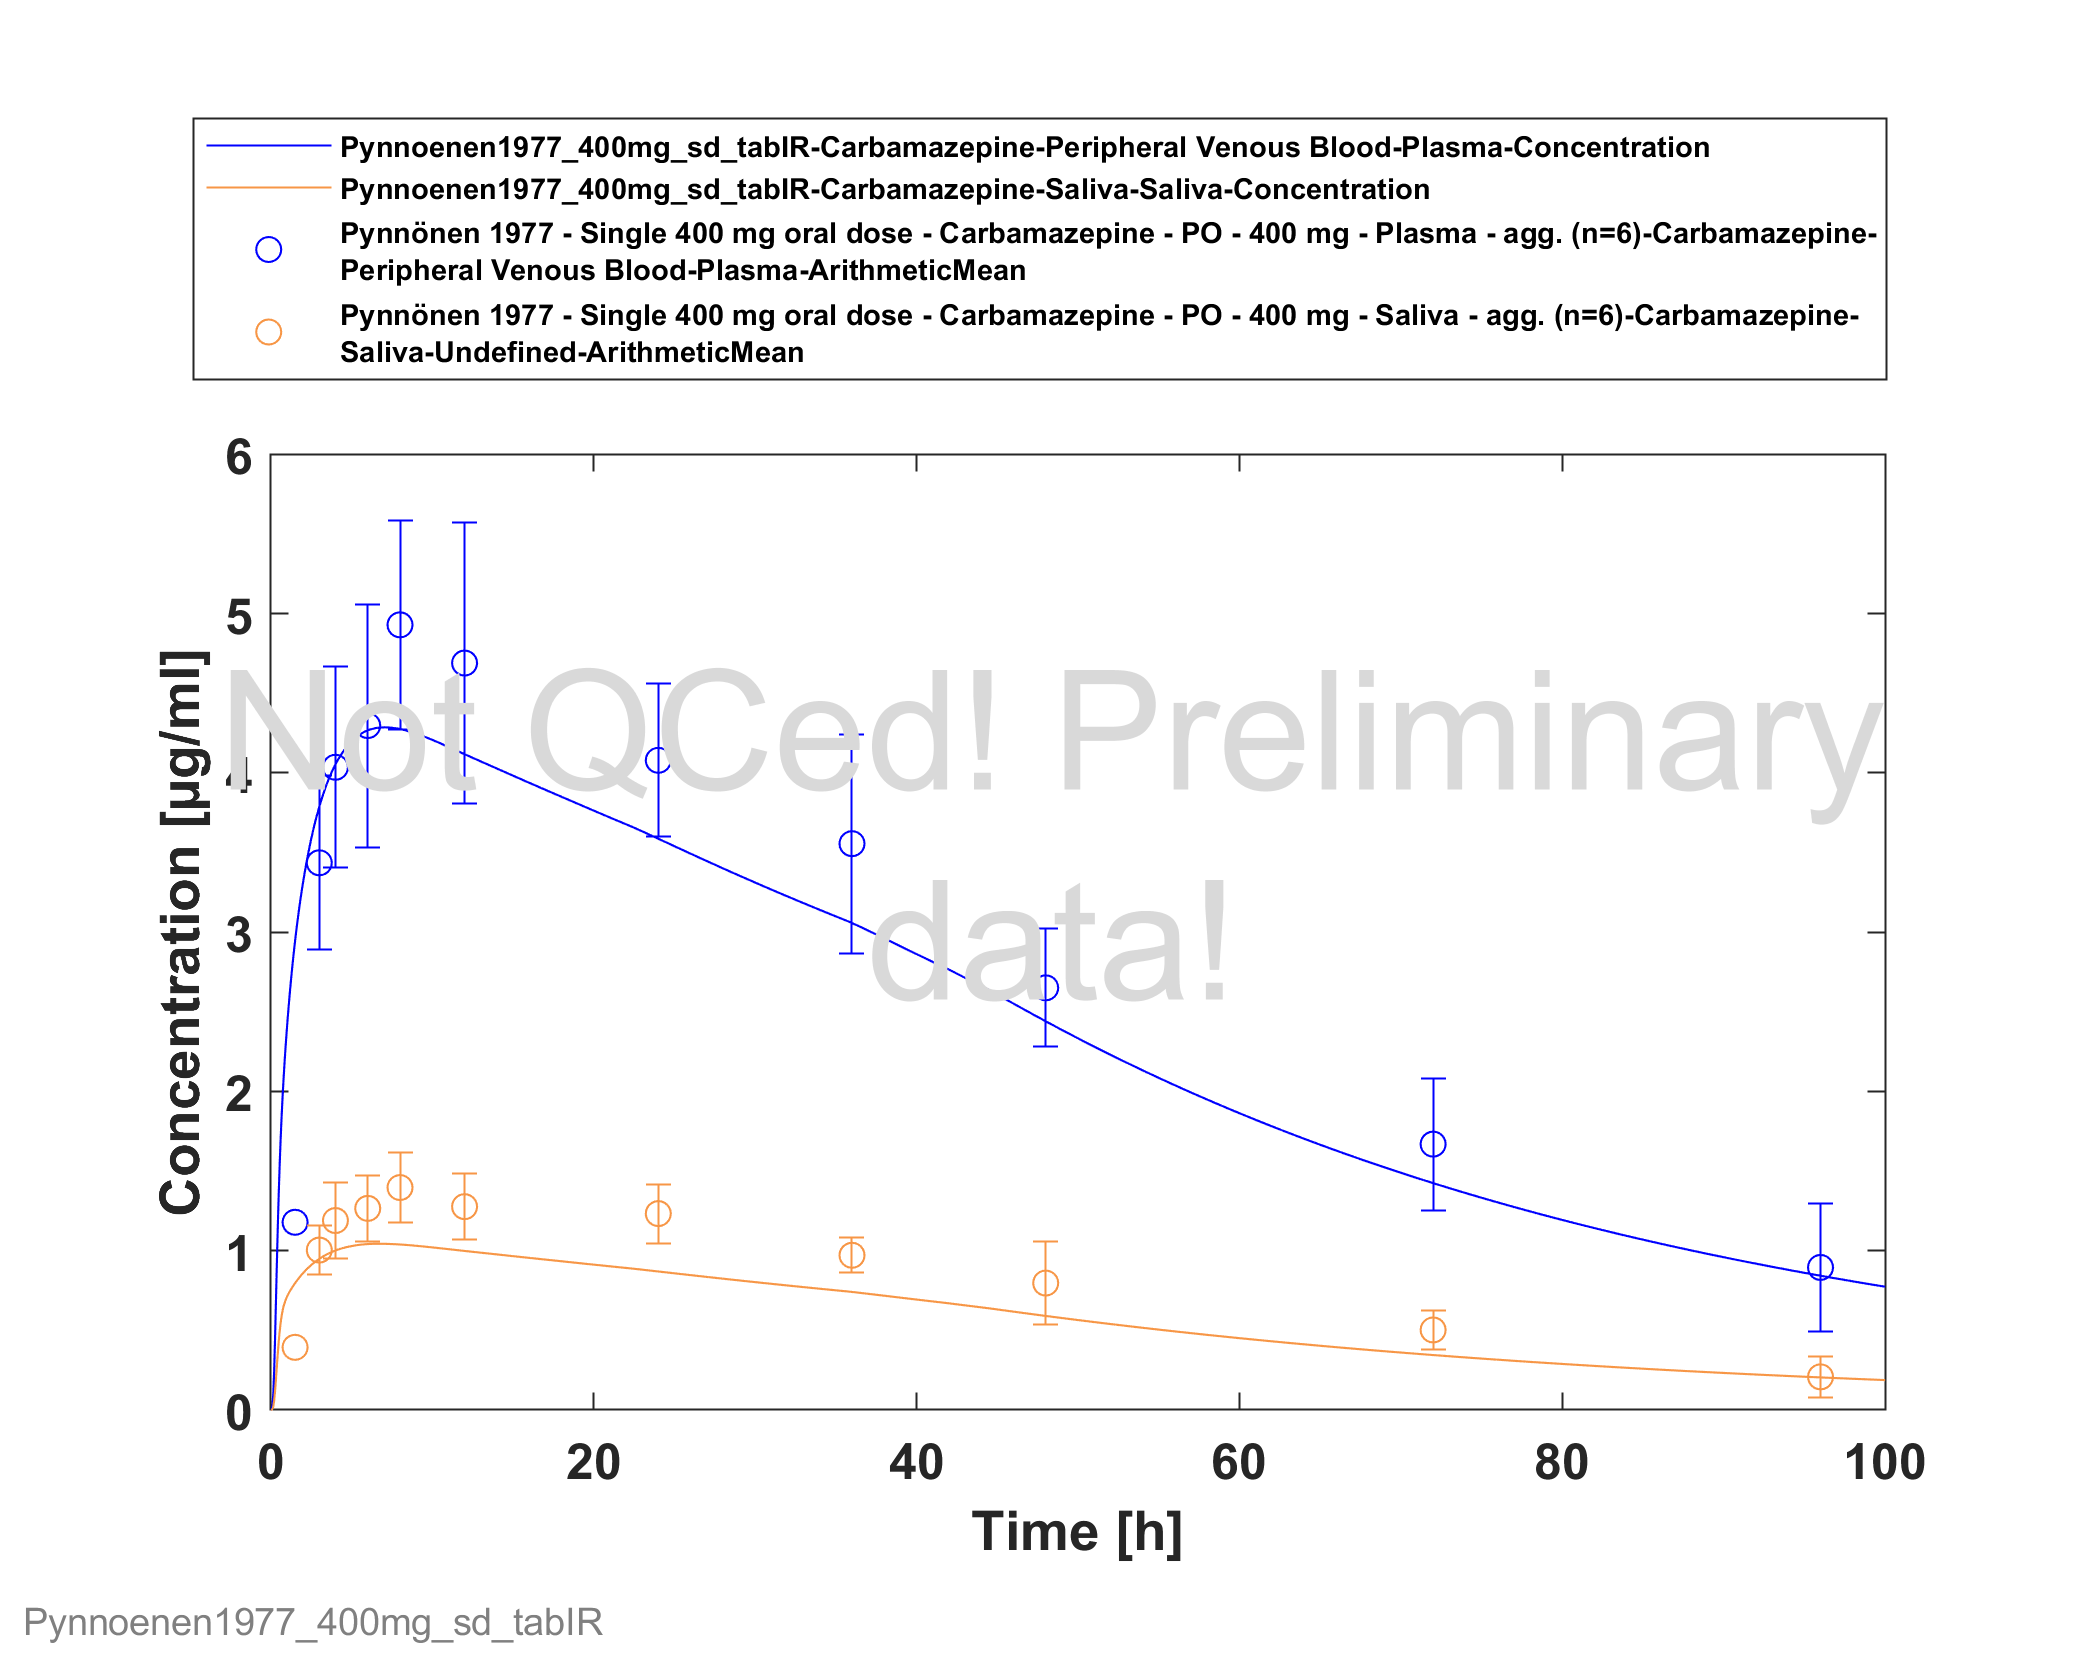 Pynnoenen1977_400mg_sd_tabIR-Carbamazepine-Peripheral Venous Blood-Plasma-Concentration
Pynnoenen1977_400mg_sd_tabIR-Carbamazepine-Saliva-Saliva-Concentration
Pynnönen 1977 - Single 400 mg oral dose - Carbamazepine - PO - 400 mg - Plasma - agg. (n=6)-Carbamazepine-
Peripheral Venous Blood-Plasma-ArithmeticMean
Pynnönen 1977 - Single 400 mg oral dose - Carbamazepine - PO - 400 mg - Saliva - agg. (n=6)-Carbamazepine-
Saliva-Undefined-ArithmeticMean
6
5
4
3
2
1
0
Concentration [µg/ml]
Not QCed! Preliminary
data!
0 20 40 60 80 100
Time [h]
Pynnoenen1977_400mg_sd_tabIR